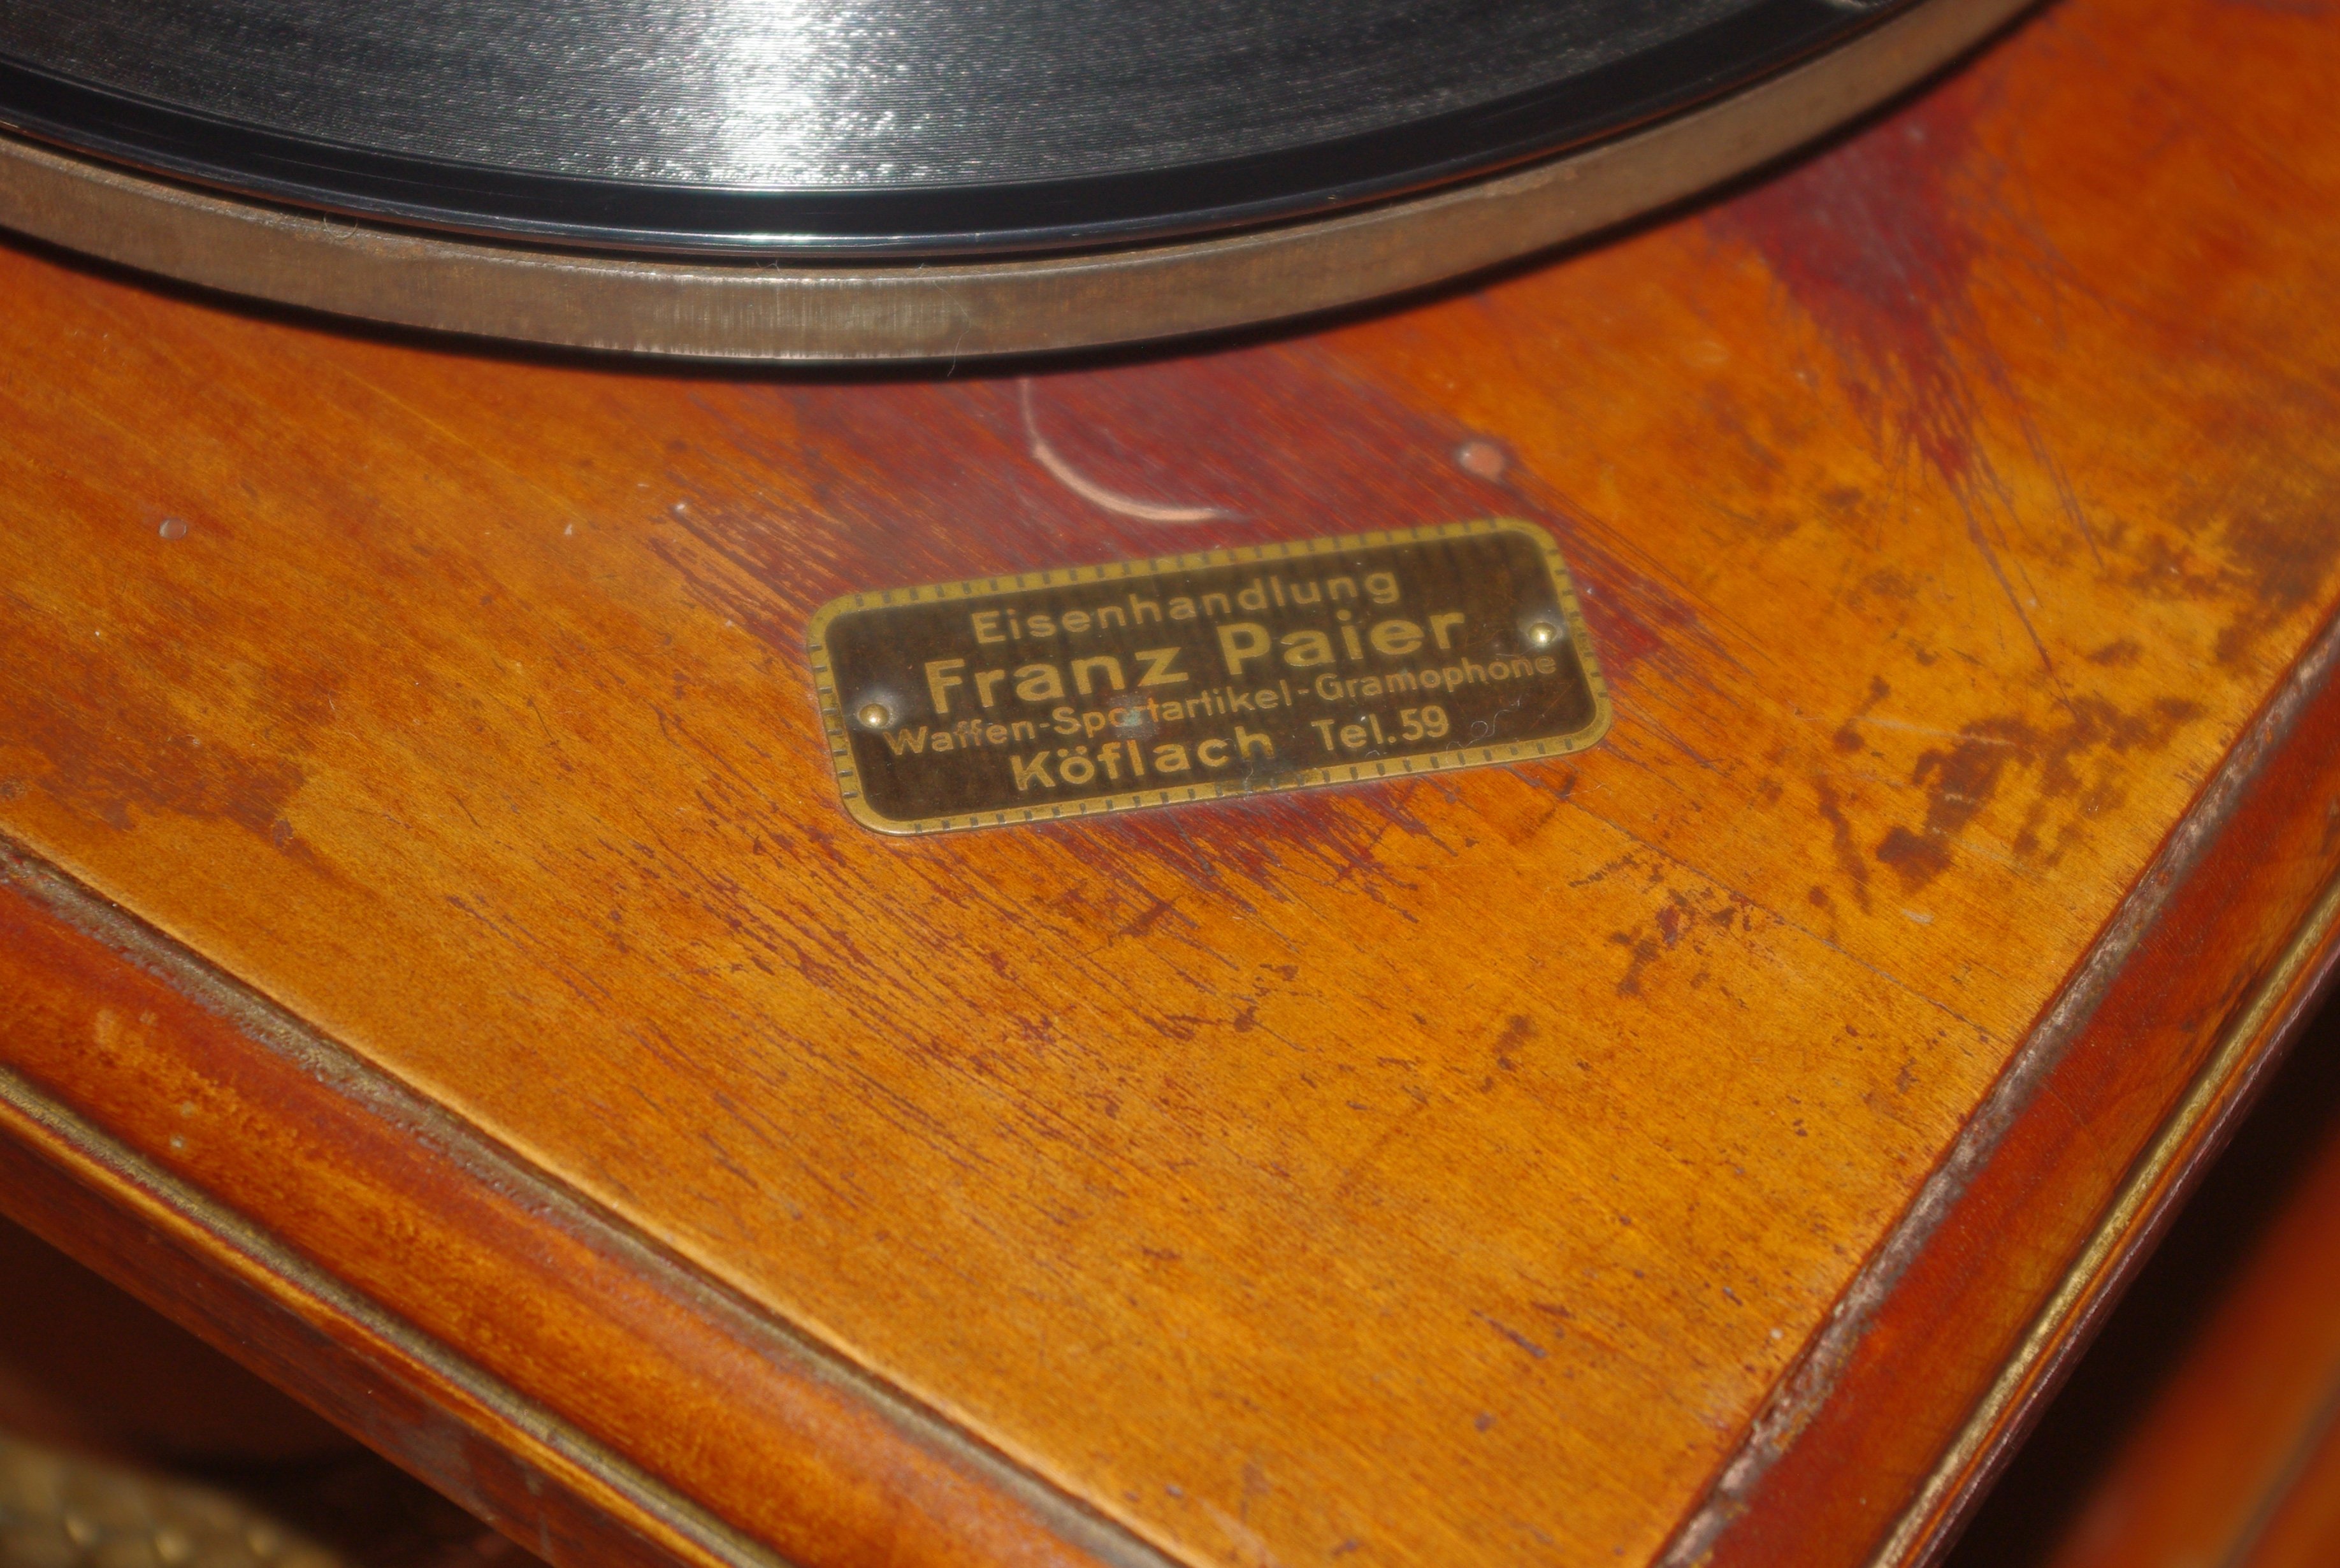 Eisenhandlung
Franz Paier
Waffen-Sportartikel-Gramophone
Köflach Tel.59